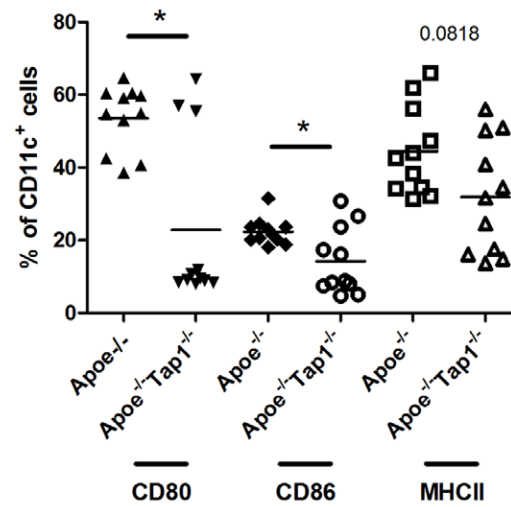 80
60
40
20
0
% of CD11c⁺ cells
*
*
0.0818
Apoe-/-
Apoe⁻/⁻Tap1⁻/⁻
Apoe⁻/⁻
Apoe⁻/⁻Tap1⁻/⁻
Apoe⁻/⁻
Apoe⁻/⁻Tap1⁻/⁻
CD80
CD86
MHCII